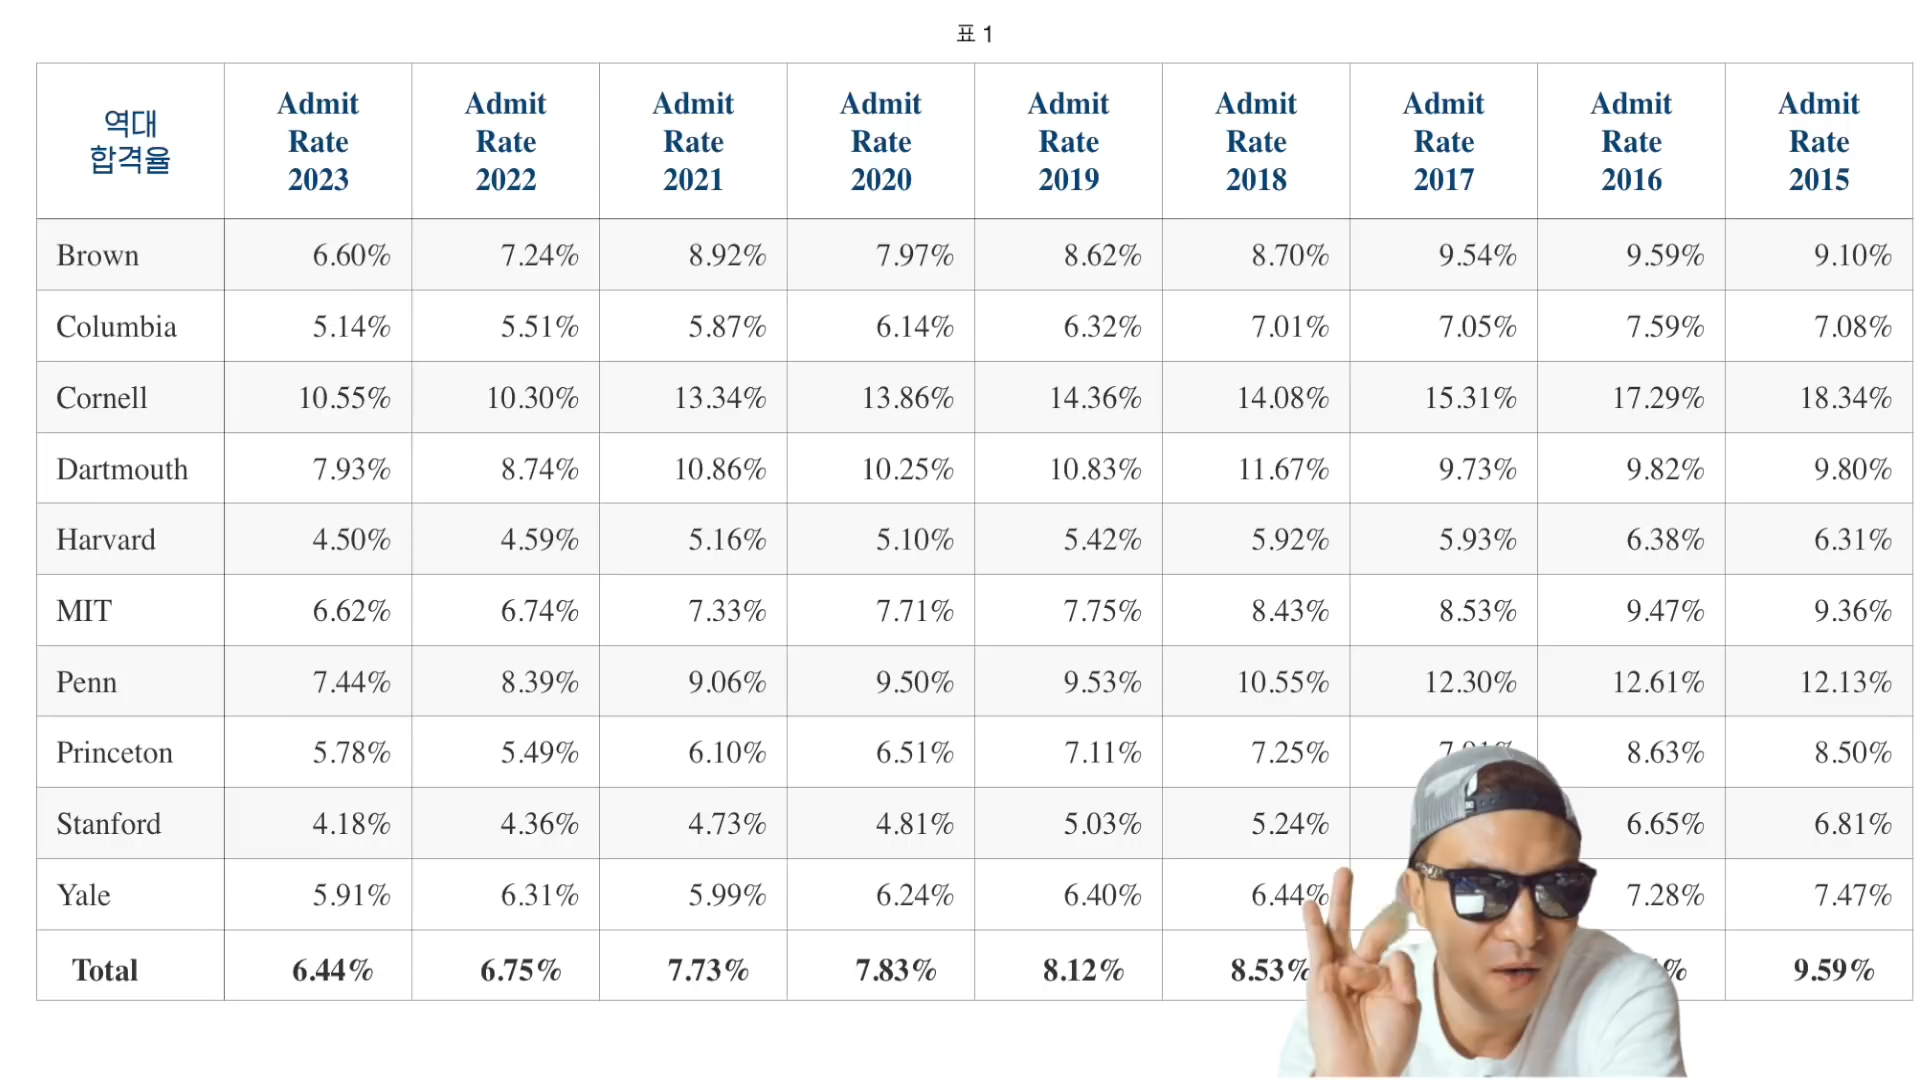 표 1
역대 합격율 Admit Rate 2023 Admit Rate 2022 Admit Rate 2021 Admit Rate 2020 Admit Rate 2019 Admit Rate 2018 Admit Rate 2017 Admit Rate 2016 Admit Rate 2015
Brown 6.60% 7.24% 8.92% 7.97% 8.62% 8.70% 9.54% 9.59% 9.10%
Columbia 5.14% 5.51% 5.87% 6.14% 6.32% 7.01% 7.05% 7.59% 7.08%
Cornell 10.55% 10.30% 13.34% 13.86% 14.36% 14.08% 15.31% 17.29% 18.34%
Dartmouth 7.93% 8.74% 10.86% 10.25% 10.83% 11.67% 9.73% 9.82% 9.80%
Harvard 4.50% 4.59% 5.16% 5.10% 5.42% 5.92% 5.93% 6.38% 6.31%
MIT 6.62% 6.74% 7.33% 7.71% 7.75% 8.43% 8.53% 9.47% 9.36%
Penn 7.44% 8.39% 9.06% 9.50% 9.53% 10.55% 12.30% 12.61% 12.13%
Princeton 5.78% 5.49% 6.10% 6.51% 7.11% 7.25% 8.63% 8.50%
Stanford 4.18% 4.36% 4.73% 4.81% 5.03% 5.24% 6.65% 6.81%
Yale 5.91% 6.31% 5.99% 6.24% 6.40% 6.44% 7.28% 7.47%
Total 6.44% 6.75% 7.73% 7.83% 8.12% 8.53% 9.59%